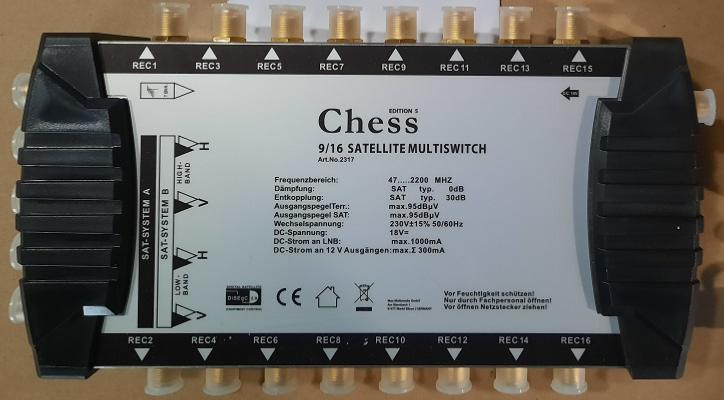 REC1 REC3 REC5 REC7 REC9 REC11 REC13 REC15
EDITION 5
Chess
9/16 SATELLITE MULTISWITCH
Art.No.2317
SAT-SYSTEM A
SAT-SYSTEM B
HIGH-BAND
H
V
LOW-BAND
H
V
Frequenzbereich: 47.....2200 MHZ
Dämpfung: SAT typ. 0dB
Entkopplung: SAT typ. 30dB
AusgangspegelTerr.: max.95dBµV
Ausgangspegel SAT: max.95dBµV
Wechselspannung: 230V±15% 50/60Hz
DC-Spannung: 18V=
DC-Strom an LNB: max.1000mA
DC-Strom an 12 V Ausgängen:max.Σ 300mA
DIGITAL SATELLITE
DiSEqC
EQUIPMENT CONTROL
CE
Vor Feuchtigkeit schützen!
Nur durch Fachpersonal öffnen!
Vor öffnen Netzstecker ziehen!
REC2 REC4 REC6 REC8 REC10 REC12 REC14 REC16